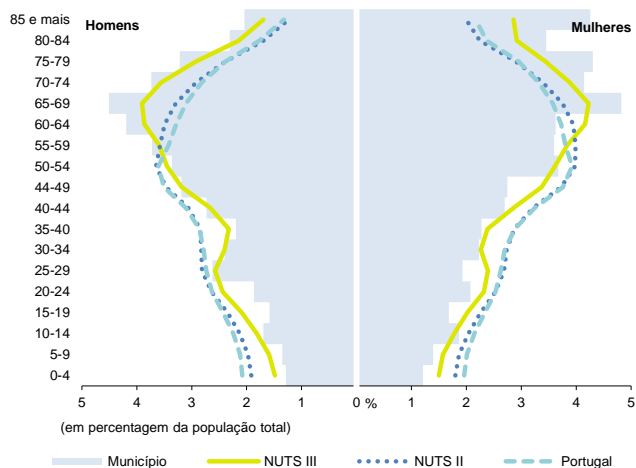 Homens
Mulheres
85 e mais
80-84
75-79
70-74
65-69
60-64
55-59
50-54
44-49
40-44
35-40
30-34
25-29
20-24
15-19
10-14
5-9
0-4
5 4 3 2 1 0 % 1 2 3 4 5
(em percentagem da população total)
Município NUTS III NUTS II Portugal